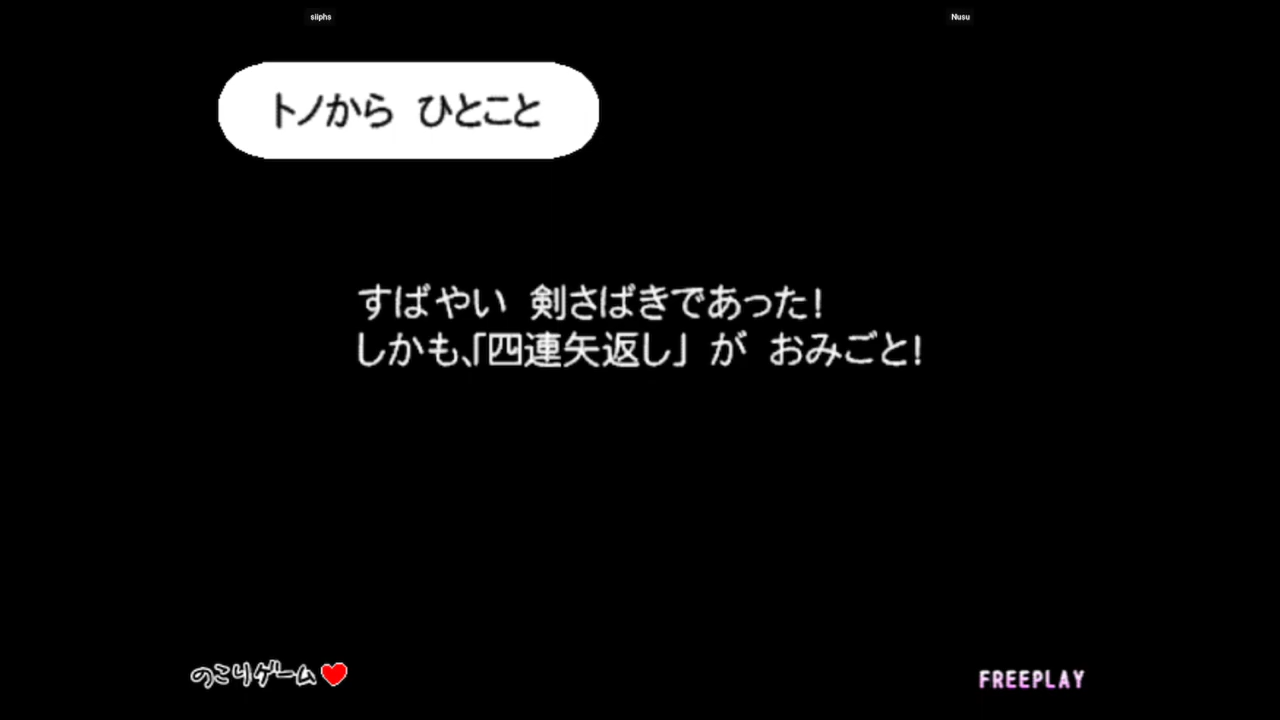 siiphs
Nusu
トノから ひとこと
すばやい 剣さばきであった!
しかも、「四連矢返し」 が おみごと!
のこりゲーム
FREEPLAY